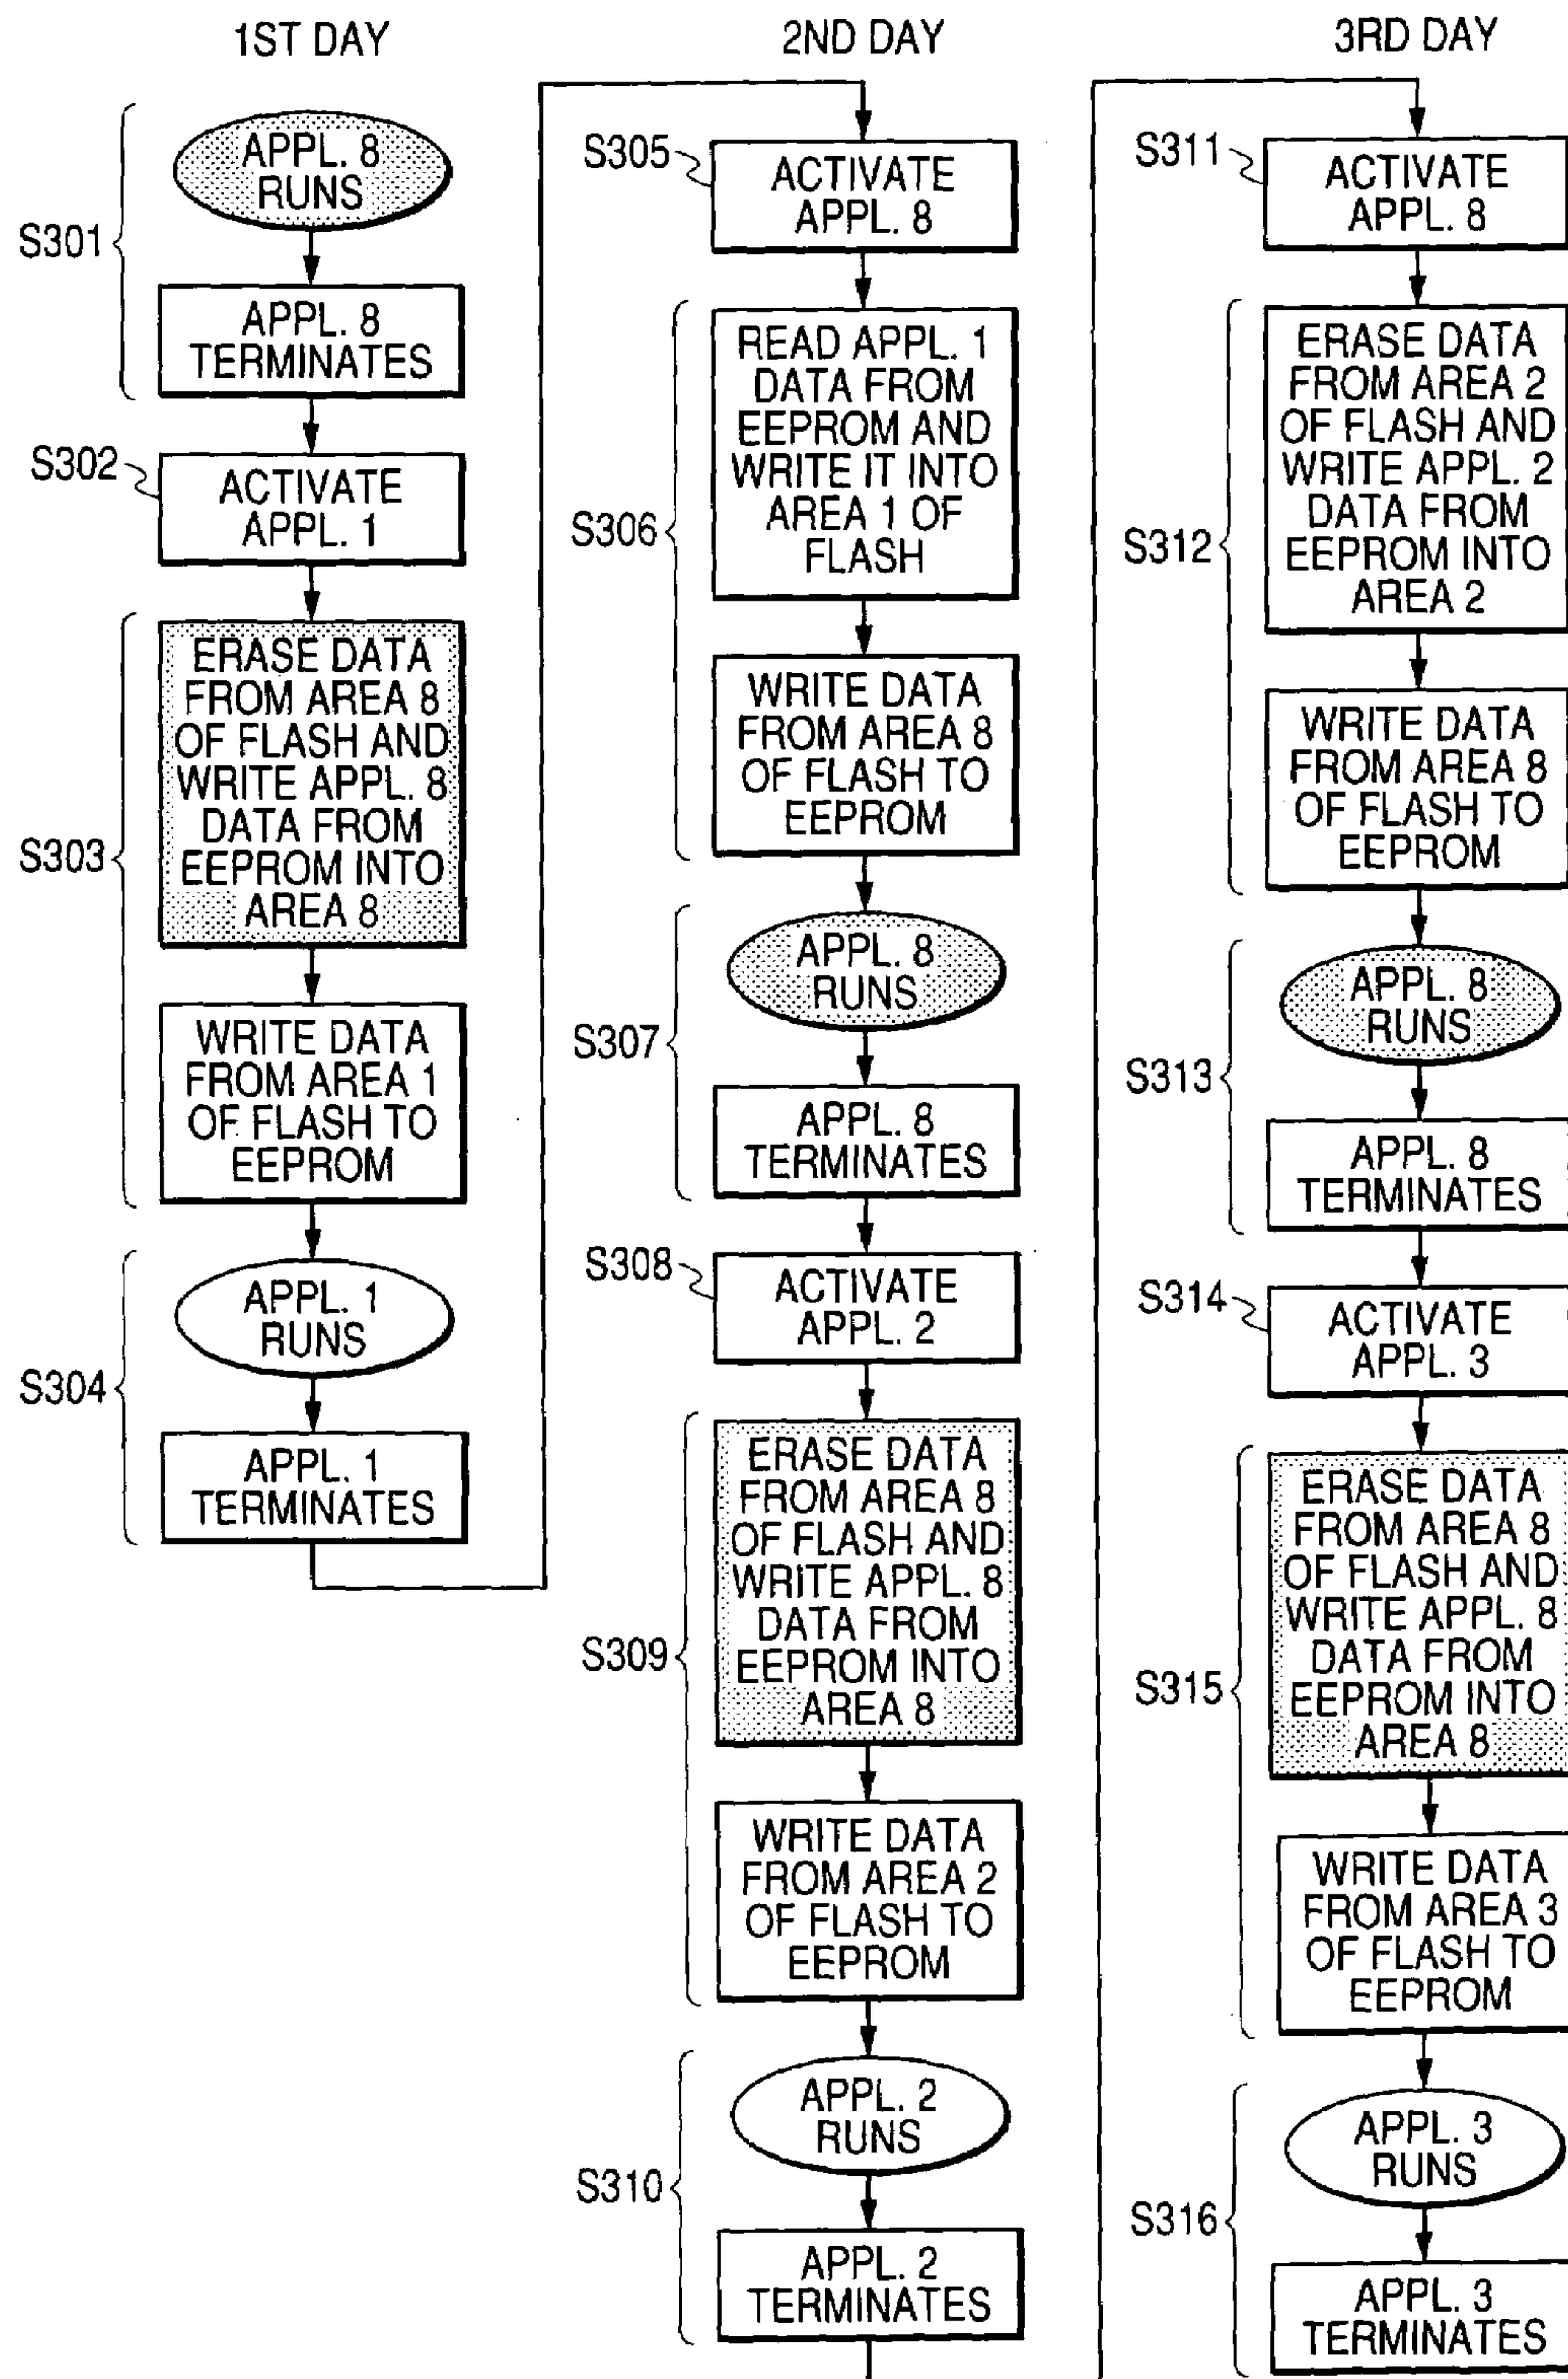 1ST DAY
S301
APPL. 8
RUNS
APPL. 8
TERMINATES
S302
ACTIVATE
APPL. 1
S303
ERASE DATA
FROM AREA 8
OF FLASH AND
WRITE APPL. 8
DATA FROM
EEPROM INTO
AREA 8
WRITE DATA
FROM AREA 1
OF FLASH TO
EEPROM
S304
APPL. 1
RUNS
APPL. 1
TERMINATES
2ND DAY
S305
ACTIVATE
APPL. 8
S306
READ APPL. 1
DATA FROM
EEPROM AND
WRITE IT INTO
AREA 1 OF
FLASH
WRITE DATA
FROM AREA 8
OF FLASH TO
EEPROM
S307
APPL. 8
RUNS
APPL. 8
TERMINATES
S308
ACTIVATE
APPL. 2
S309
ERASE DATA
FROM AREA 8
OF FLASH AND
WRITE APPL. 8
DATA FROM
EEPROM INTO
AREA 8
WRITE DATA
FROM AREA 2
OF FLASH TO
EEPROM
S310
APPL. 2
RUNS
APPL. 2
TERMINATES
3RD DAY
S311
ACTIVATE
APPL. 8
S312
ERASE DATA
FROM AREA 2
OF FLASH AND
WRITE APPL. 2
DATA FROM
EEPROM INTO
AREA 2
WRITE DATA
FROM AREA 8
OF FLASH TO
EEPROM
S313
APPL. 8
RUNS
APPL. 8
TERMINATES
S314
ACTIVATE
APPL. 3
S315
ERASE DATA
FROM AREA 8
OF FLASH AND
WRITE APPL. 8
DATA FROM
EEPROM INTO
AREA 8
WRITE DATA
FROM AREA 3
OF FLASH TO
EEPROM
S316
APPL. 3
RUNS
APPL. 3
TERMINATES